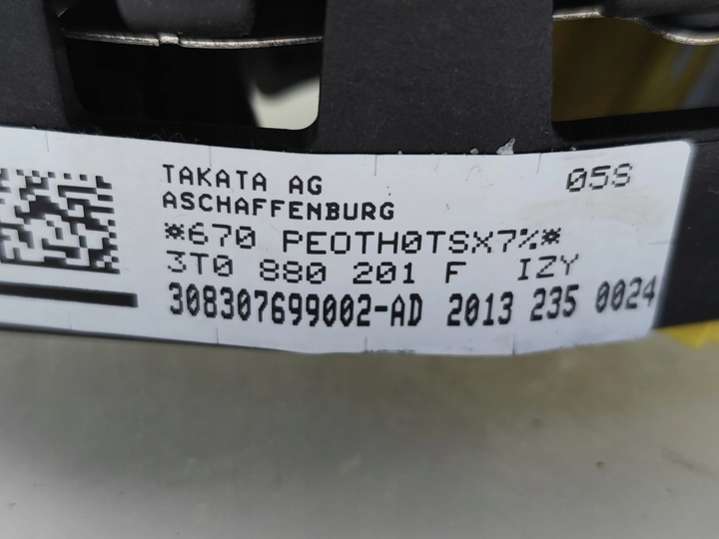 TAKATA AG 05S
ASCHAFFENBURG
*670 PEOTH0TSX7%*
3T0 880 201 F IZY
308307699002-AD 2013 235 0024